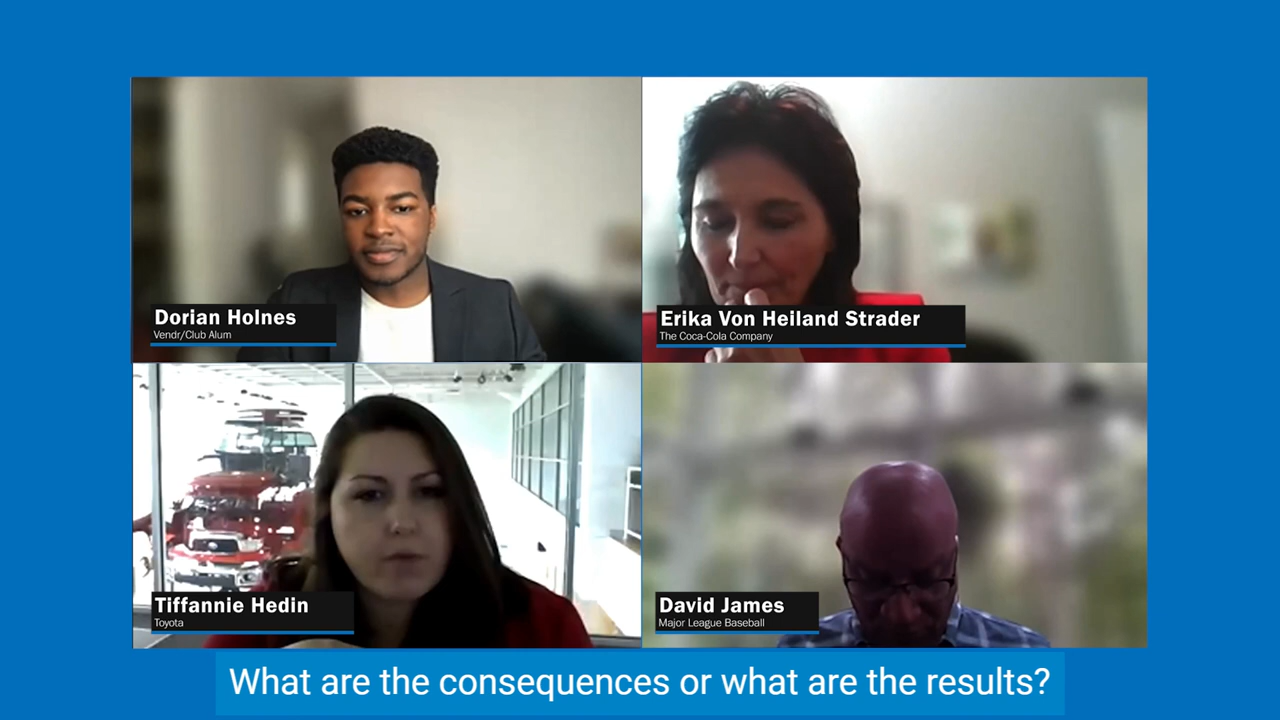 Dorian Holnes
Vendr/Club Alum
Erika Von Heiland Strader
The Coca-Cola Company
Tiffannie Hedin
Toyota
David James
Major League Baseball
What are the consequences or what are the results?